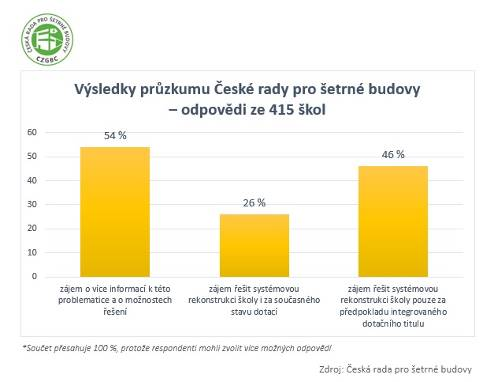 ČESKÁ RADA PRO ŠETRNÉ BUDOVY
CZGBC
Výsledky průzkumu České rady pro šetrné budovy
– odpovědi ze 415 škol
60
50
40
30
20
10
0
54 %
26 %
46 %
zájem o více informací k této
problematice a o možnostech
řešení
zájem řešit systémovou
rekonstrukci školy i za současného
stavu dotací
zájem řešit systémovou
rekonstrukci školy pouze za
předpokladu integrovaného
dotačního titulu
*Součet přesahuje 100 %, protože respondenti mohli zvolit více možných odpovědí
Zdroj: Česká rada pro šetrné budovy